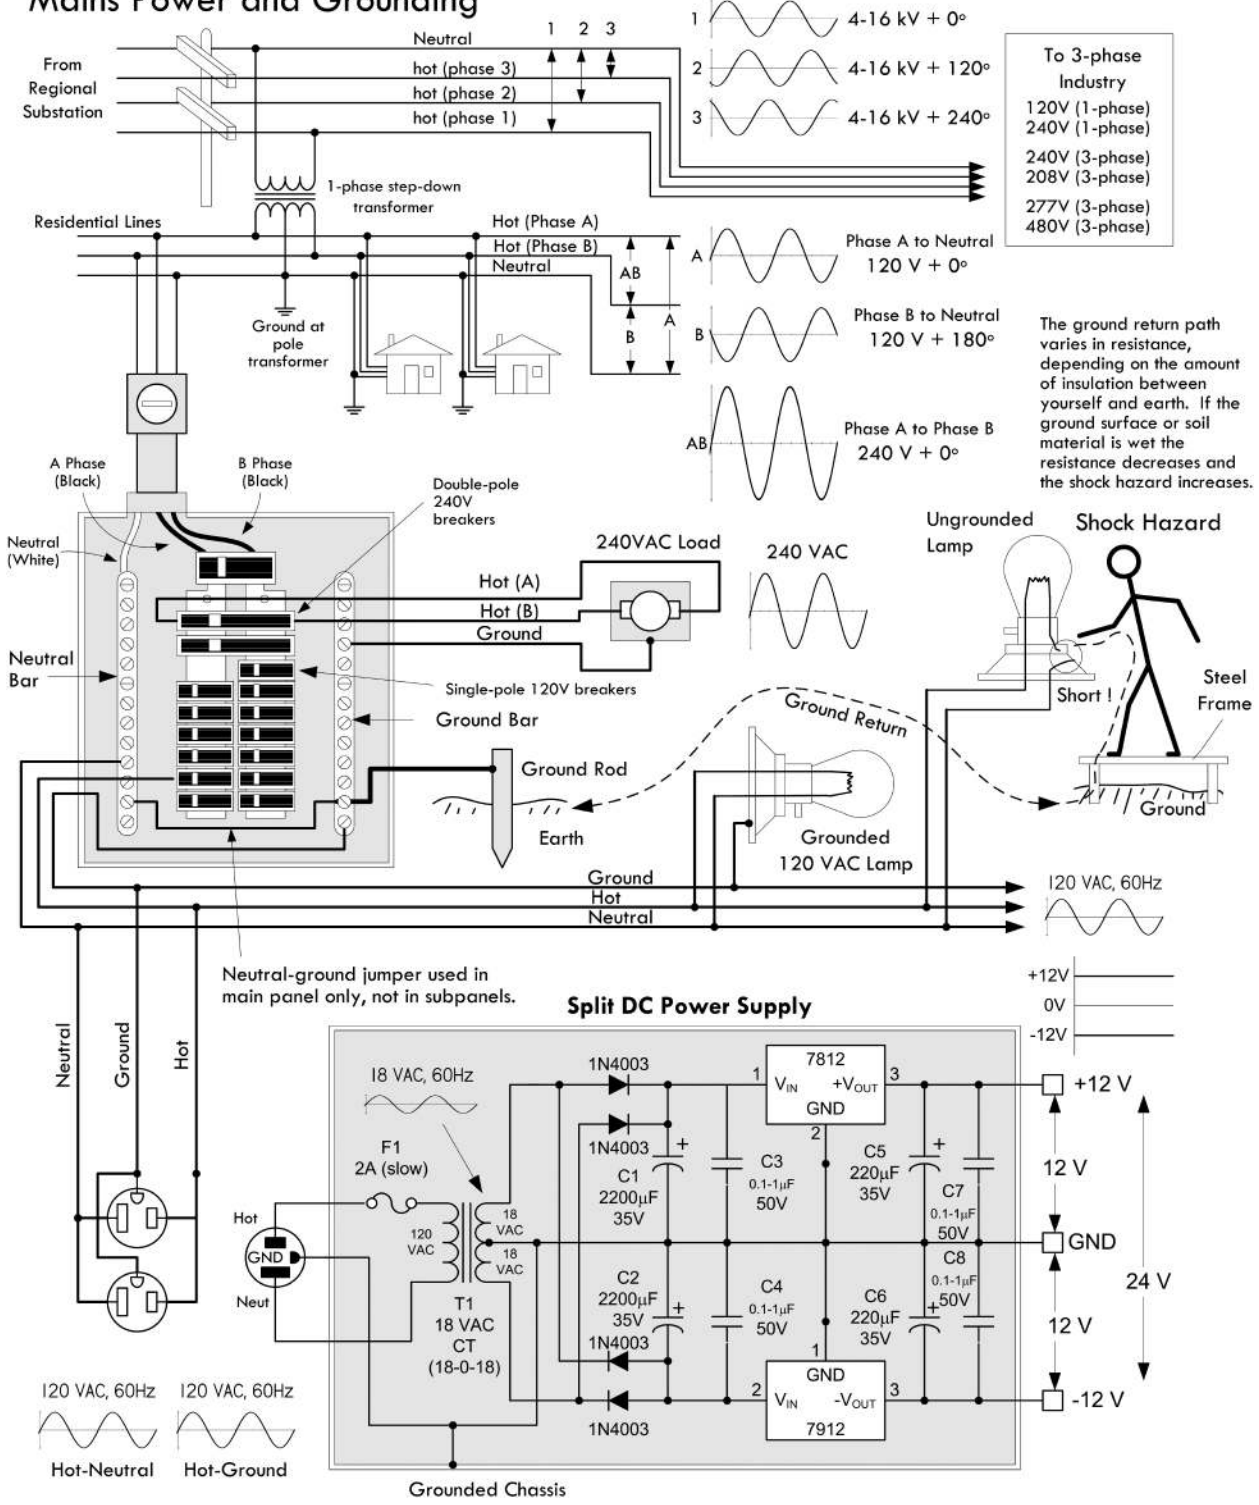 Mains Power and Grounding
From
Regional
Substation
Neutral
hot (phase 3)
hot (phase 2)
hot (phase 1)
1 2 3
1
4-16 kV + 0°
2
4-16 kV + 120°
3
4-16 kV + 240°
To 3-phase
Industry
120V (1-phase)
240V (1-phase)
240V (3-phase)
208V (3-phase)
277V (3-phase)
480V (3-phase)
1-phase step-down
transformer
Residential Lines
Hot (Phase A)
Hot (Phase B)
Neutral
AB
B
A
Ground at
pole
transformer
A
Phase A to Neutral
120 V + 0°
B
Phase B to Neutral
120 V + 180°
AB
Phase A to Phase B
240 V + 0°
The ground return path
varies in resistance,
depending on the amount
of insulation between
yourself and earth. If the
ground surface or soil
material is wet the
resistance decreases and
the shock hazard increases.
A Phase
(Black)
B Phase
(Black)
Double-pole
240V
breakers
Neutral
(White)
240VAC Load
240 VAC
Hot (A)
Hot (B)
Ground
Ungrounded
Lamp
Shock Hazard
Neutral
Bar
Single-pole 120V breakers
Ground Bar
Short !
Steel
Frame
Ground Return
Ground Rod
Earth
Ground
Grounded
120 VAC Lamp
Ground
Hot
Neutral
120 VAC, 60Hz
Neutral-ground jumper used in
main panel only, not in subpanels.
+12V
0V
-12V
Split DC Power Supply
Neutral
Ground
Hot
18 VAC, 60Hz
1N4003
1N4003
7812
1
VIN
+VOUT
3
GND
2
+12 V
F1
2A (slow)
C1
2200µF
35V
+
C3
0.1-1µF
50V
C5
220µF
35V
+
C7
0.1-1µF
50V
12 V
Hot
GND
Neut
120
VAC
18
VAC
18
VAC
GND
24 V
T1
18 VAC
CT
(18-0-18)
C2
2200µF
35V
+
C4
0.1-1µF
50V
C6
220µF
35V
+
C8
0.1-1µF
50V
12 V
1N4003
1N4003
1
GND
2
VIN
-VOUT
3
7912
-12 V
120 VAC, 60Hz
120 VAC, 60Hz
Hot-Neutral
Hot-Ground
Grounded Chassis